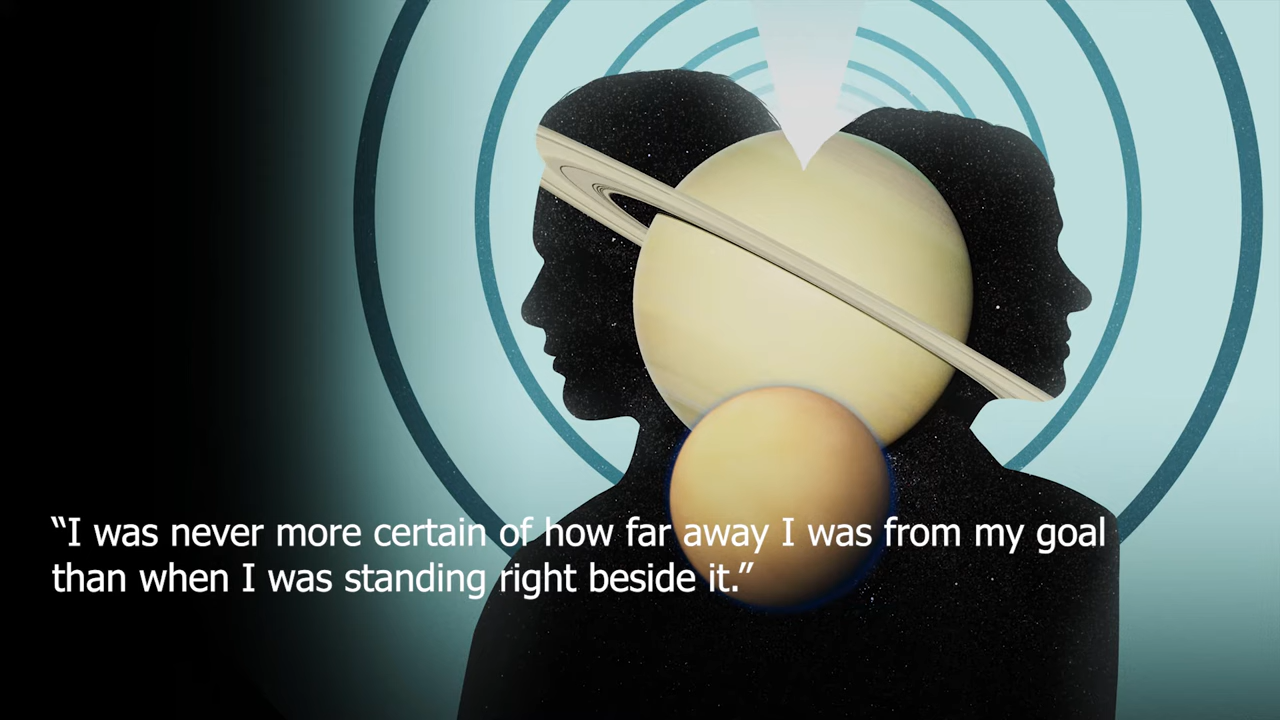 “I was never more certain of how far away I was from my goal
than when I was standing right beside it.”